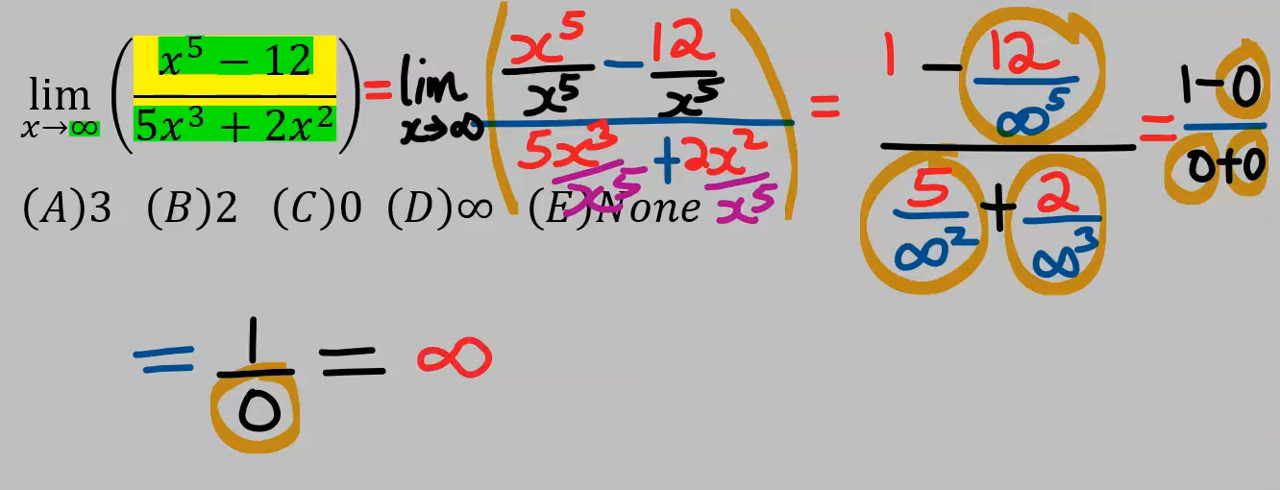 lim x→∞ (x⁵ − 12 / 5x³ + 2x²) = lim x→∞ (x⁵/x⁵ − 12/x⁵ / 5x³/x⁵ + 2x²/x⁵) = 1 − 12/∞⁵ / 5/∞² + 2/∞³ = 1−0 / 0+0
(A)3 (B)2 (C)0 (D)∞ (E)None
= 1/0 = ∞